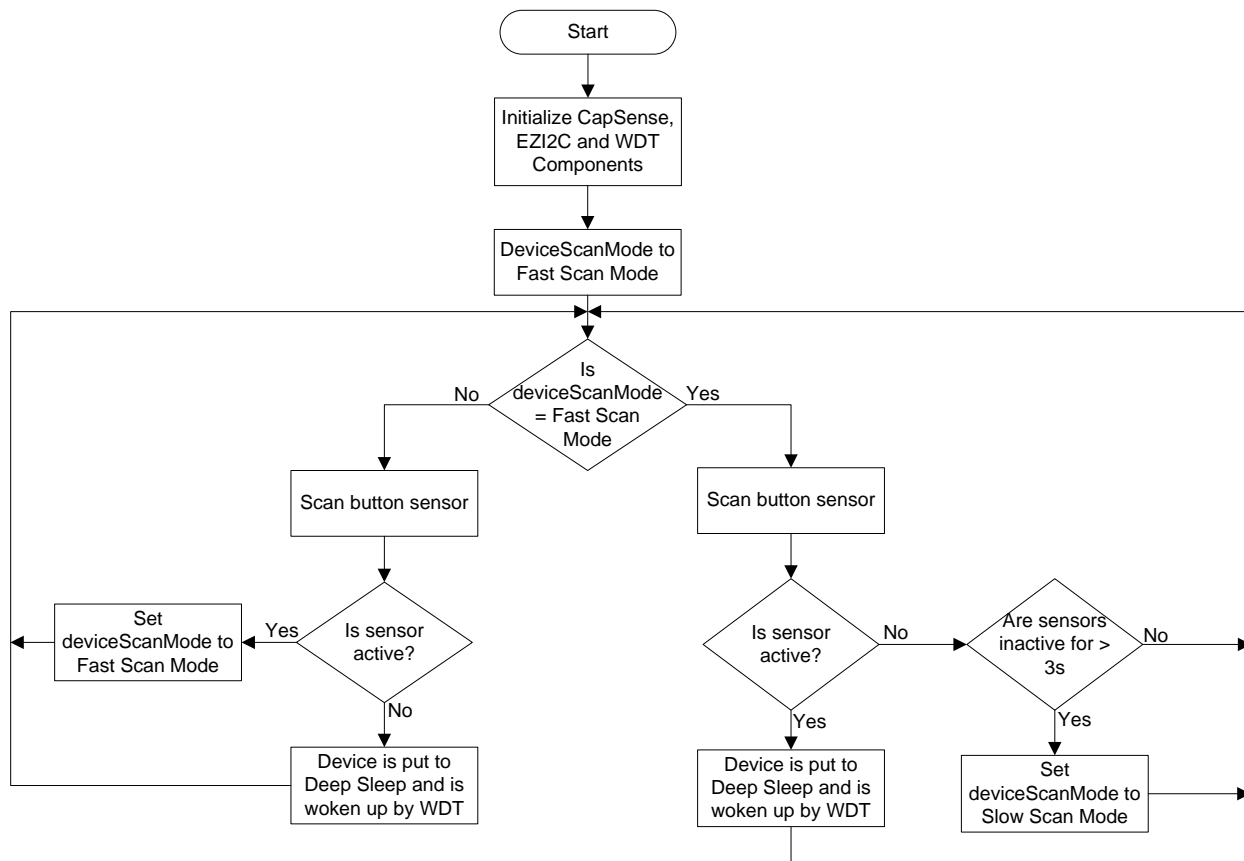 Start
Initialize CapSense,
EZI2C and WDT
Components
DeviceScanMode to
Fast Scan Mode
Is
deviceScanMode
= Fast Scan
Mode
No
Yes
Scan button sensor
Scan button sensor
Set
deviceScanMode to
Fast Scan Mode
Yes
Is sensor
active?
No
Is sensor
active?
No
Yes
Are sensors
inactive for >
3s
No
Yes
Device is put to
Deep Sleep and is
woken up by WDT
Device is put to
Deep Sleep and is
woken up by WDT
Set
deviceScanMode to
Slow Scan Mode